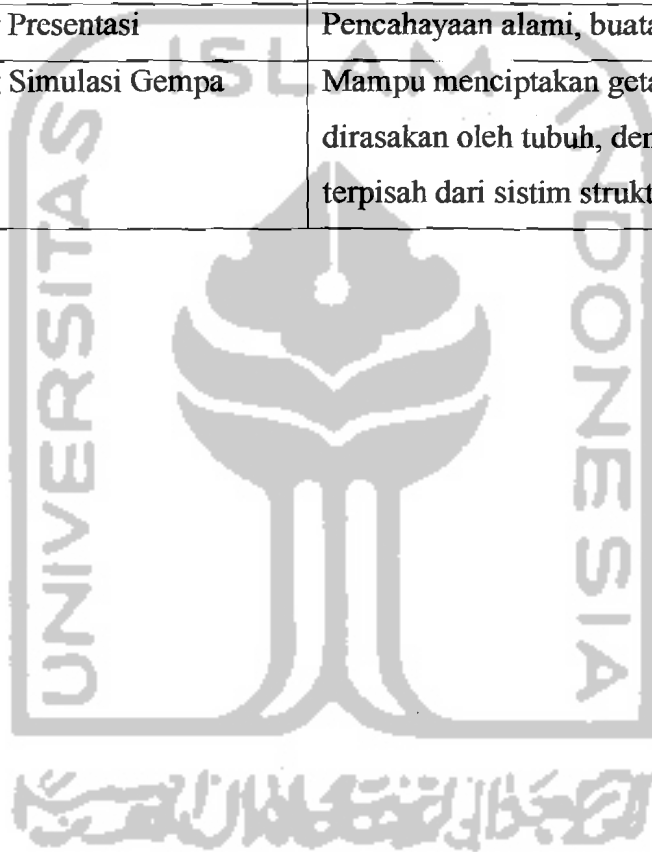 Presentasi Pencahayaan alami, buata
Simulasi Gempa Mampu menciptakan geta
dirasakan oleh tubuh, den
terpisah dari sistim strukt
ISLAM
UNIVERSITAS
INDONESIA